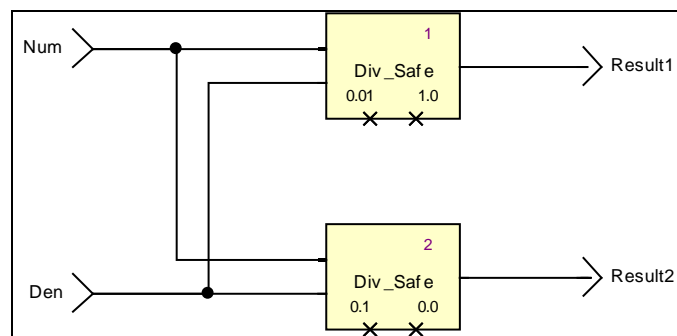 Num
1
Div_Safe
0.01 1.0
Result1
2
Div_Safe
0.1 0.0
Den
Result2